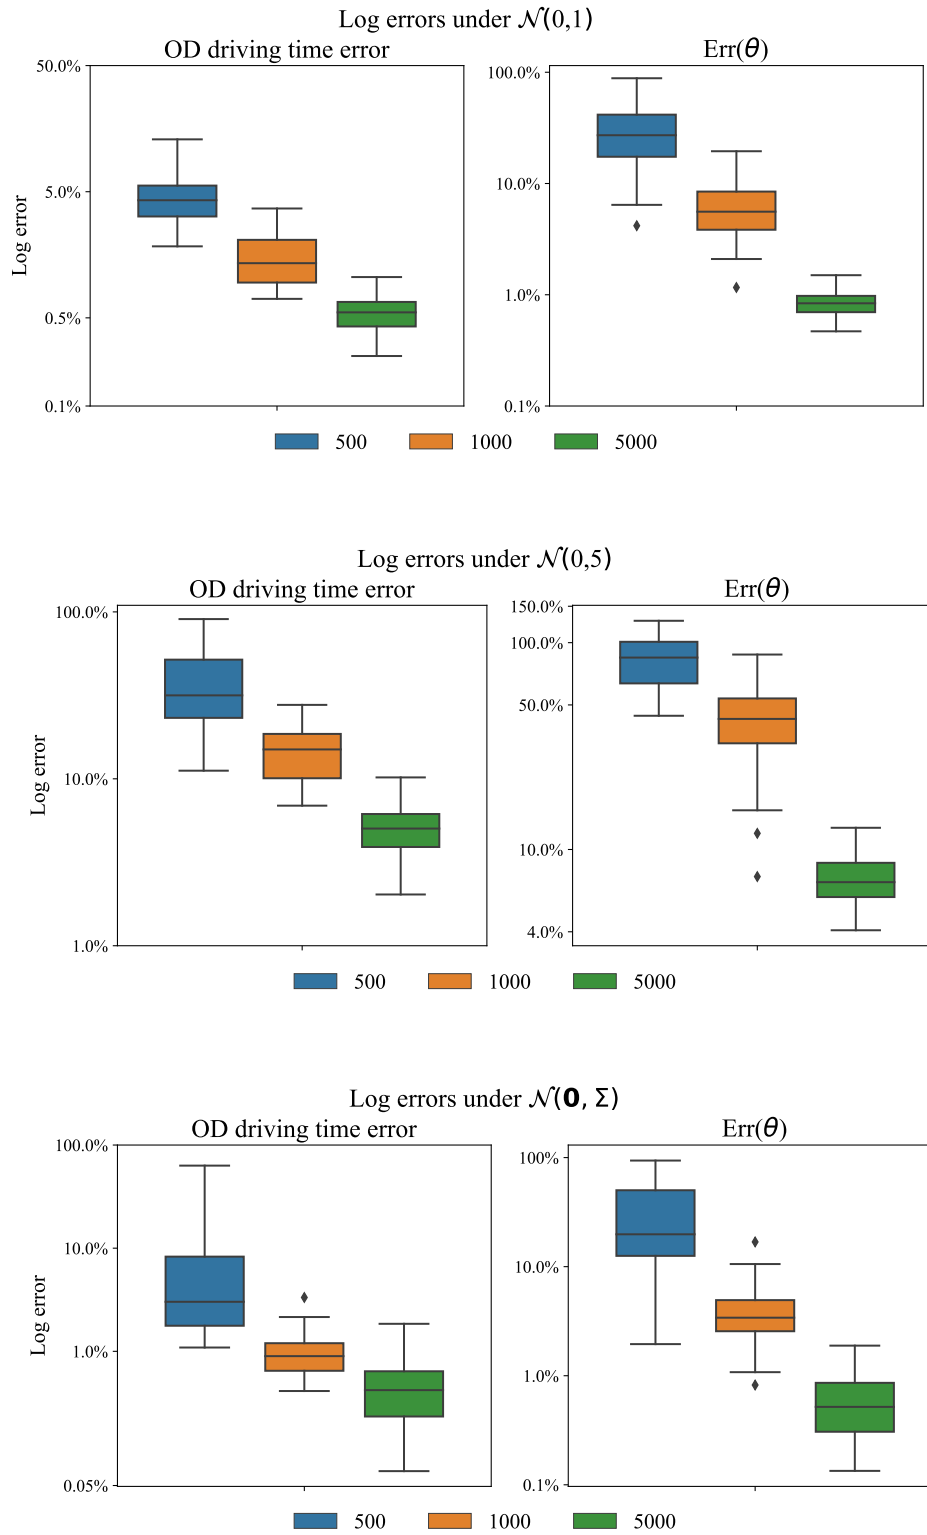 Log errors under 𝒩(0,1)
OD driving time error
Err(θ)
Log error
50.0%
5.0%
0.5%
0.1%
100.0%
10.0%
1.0%
0.1%
500 1000 5000
Log errors under 𝒩(0,5)
OD driving time error
Err(θ)
Log error
100.0%
10.0%
1.0%
150.0%
100.0%
50.0%
10.0%
4.0%
500 1000 5000
Log errors under 𝒩(𝟎, Σ)
OD driving time error
Err(θ)
Log error
100.0%
10.0%
1.0%
0.05%
100%
10.0%
1.0%
0.1%
500 1000 5000